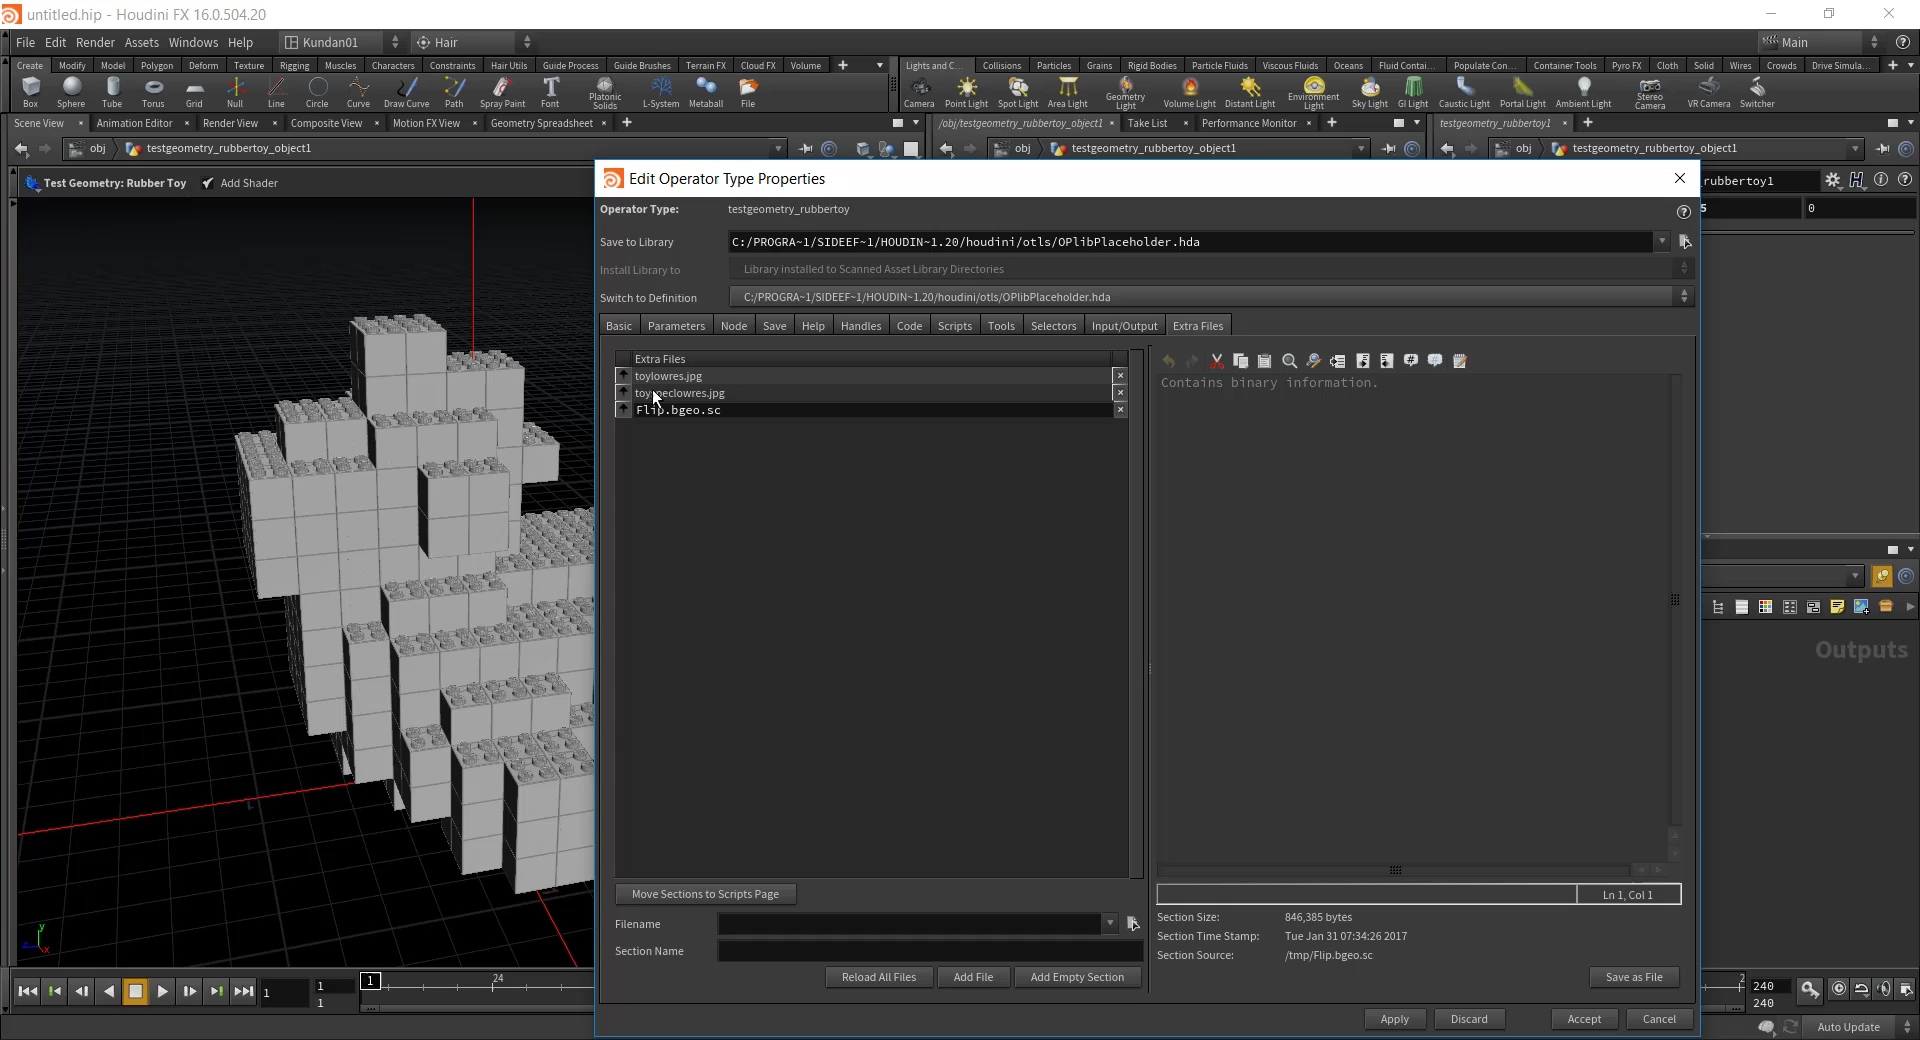 untitled.hip - Houdini FX 16.0.504.20
File Edit Render Assets Windows Help Kundan01 Hair Main
Create Modify Model Polygon Deform Texture Rigging Muscles Characters Constraints Hair Utils Guide Process Guide Brushes Terrain FX Cloud FX Volume
Lights and C... Collisions Particles Grains Rigid Bodies Particle Fluids Viscous Fluids Oceans Fluid Contai... Populate Con... Container Tools Pyro FX Cloth Solid Wires Crowds Drive Simula...
Box Sphere Tube Torus Grid Null Line Circle Curve Draw Curve Path Spray Paint Font Platonic Solids L-System Metaball File
Camera Point Light Spot Light Area Light Geometry Light Volume Light Distant Light Environment Light Sky Light GI Light Caustic Light Portal Light Ambient Light Stereo Camera VR Camera Switcher
Scene View Animation Editor Render View Composite View Motion FX View Geometry Spreadsheet
/obj/testgeometry_rubbertoy_object1 Take List Performance Monitor
testgeometry_rubbertoy1
obj testgeometry_rubbertoy_object1
obj testgeometry_rubbertoy_object1
obj testgeometry_rubbertoy_object1
Test Geometry: Rubber Toy Add Shader
Edit Operator Type Properties
_rubbertoy1
5 0
Operator Type: testgeometry_rubbertoy
Save to Library C:/PROGRA~1/SIDEEF~1/HOUDIN~1.20/houdini/otls/OPlibPlaceholder.hda
Install Library to Library installed to Scanned Asset Library Directories
Switch to Definition C:/PROGRA~1/SIDEEF~1/HOUDIN~1.20/houdini/otls/OPlibPlaceholder.hda
Basic Parameters Node Save Help Handles Code Scripts Tools Selectors Input/Output Extra Files
Extra Files
toylowres.jpg
Flip.bgeo.sc
Contains binary information.
Move Sections to Scripts Page
Filename
Section Name
Reload All Files Add File Add Empty Section
Ln 1, Col 1
Section Size: 846,385 bytes
Section Time Stamp: Tue Jan 31 07:34:26 2017
Section Source: /tmp/Flip.bgeo.sc
Save as File
Apply Discard Accept Cancel
Outputs
1 1 1 1 24 240
240
Auto Update